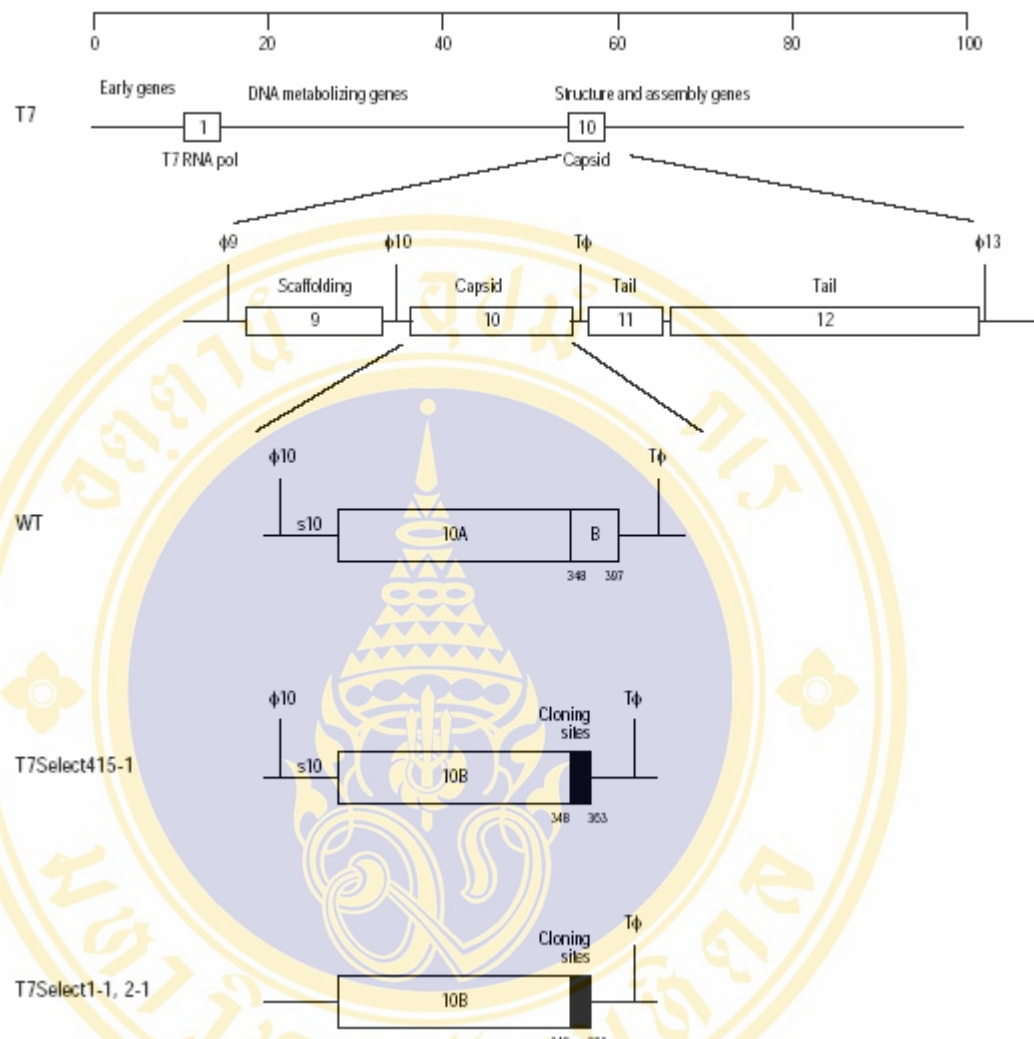 0 20 40 60 80 100
Early genes
DNA metabolizing genes
Structure and assembly genes
T7
1
10
T7 RNA pol
Capsid
ϕ9 ϕ10 Tϕ ϕ13
Scaffolding Capsid Tail Tail
9 10 11 12
ϕ10 Tϕ
WT
s10
10A
B
348 397
ϕ10 Tϕ
Cloning
sites
T7Select415-1
s10
10B
348 363
Tϕ
Cloning
sites
T7Select1-1, 2-1
10B